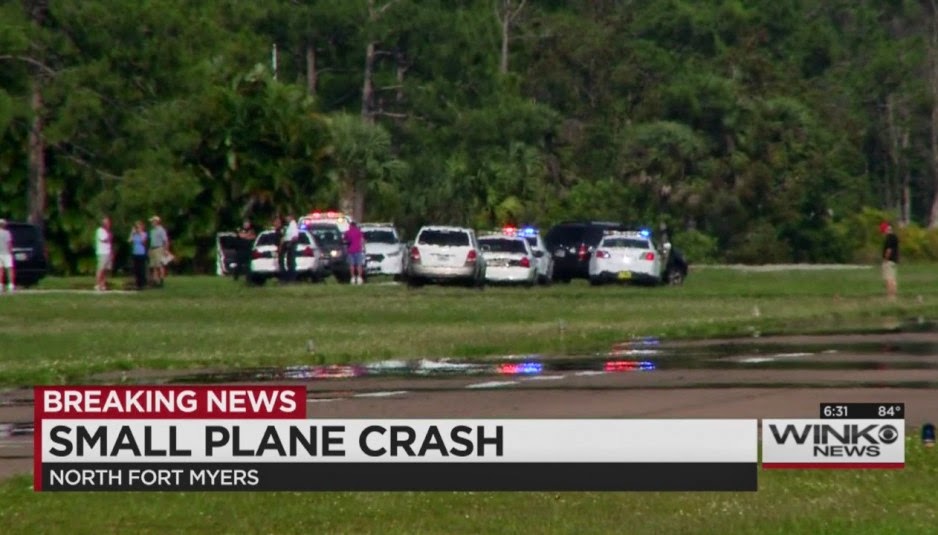 BREAKING NEWS
SMALL PLANE CRASH
NORTH FORT MYERS
6:31 84°
WINK
NEWS